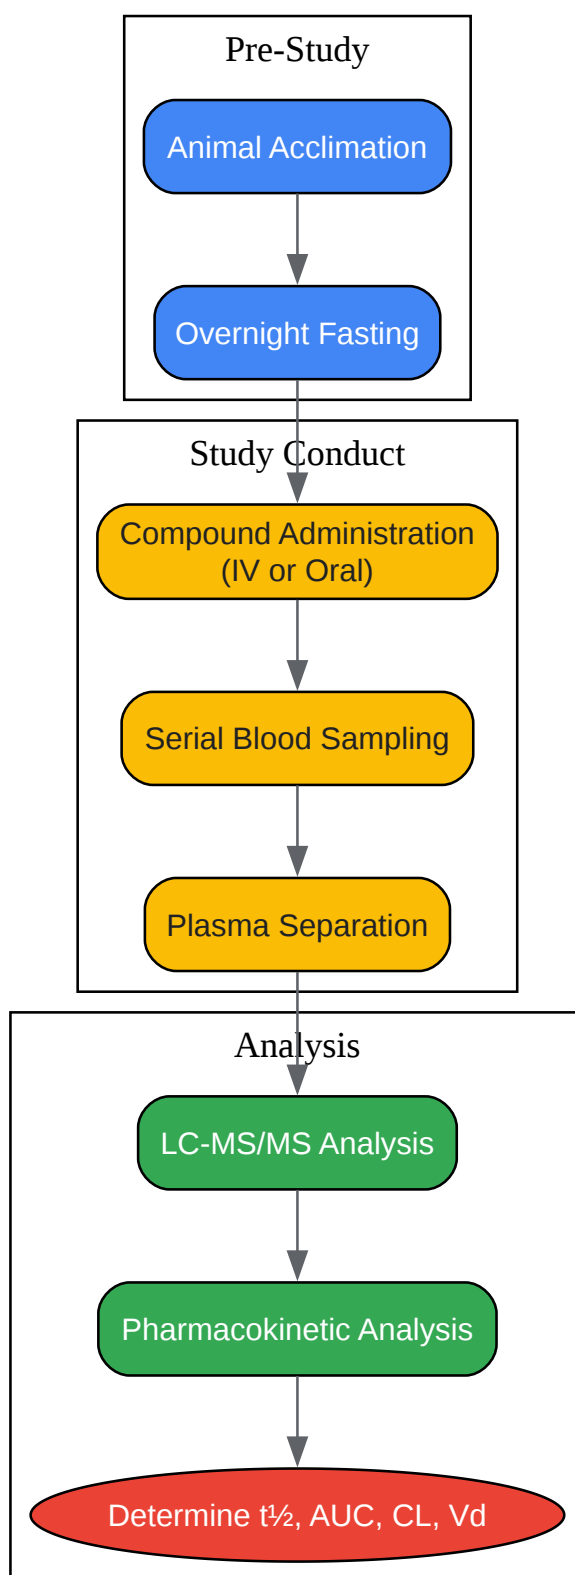 Pre-Study
Animal Acclimation
Overnight Fasting
Study Conduct
Compound Administration
(IV or Oral)
Serial Blood Sampling
Plasma Separation
Analysis
LC-MS/MS Analysis
Pharmacokinetic Analysis
Determine t½, AUC, CL, Vd